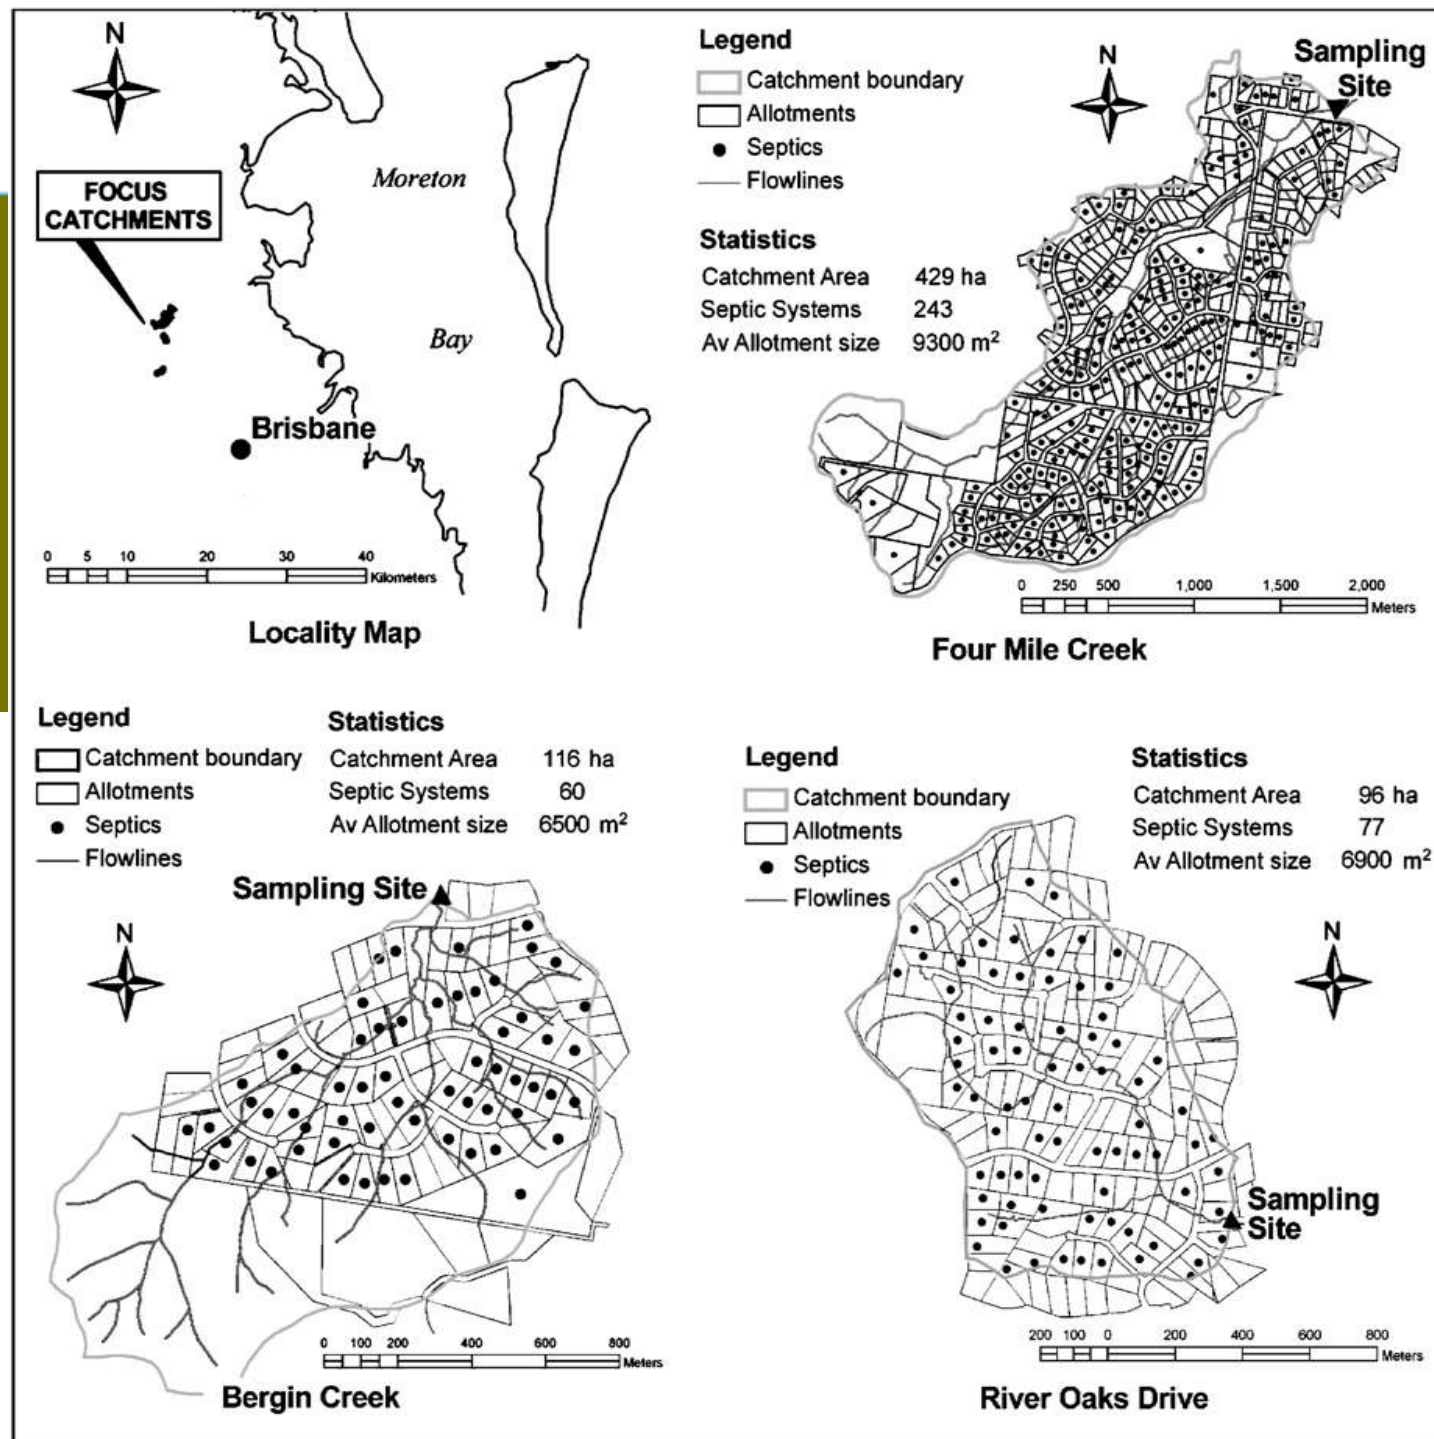 N
FOCUS
CATCHMENTS
Moreton
Bay
Brisbane
0 5 10 20 30 40
Kilometers
Locality Map
Legend
Catchment boundary
Allotments
Septics
Flowlines
Statistics
Catchment Area 429 ha
Septic Systems 243
Av Allotment size 9300 m²
N
Sampling
Site
0 250 500 1,000 1,500 2,000
Meters
Four Mile Creek
Legend
Catchment boundary
Allotments
Septics
Flowlines
Statistics
Catchment Area 116 ha
Septic Systems 60
Av Allotment size 6500 m²
Sampling Site
N
0 100 200 400 600 800
Meters
Bergin Creek
Legend
Catchment boundary
Allotments
Septics
Flowlines
Statistics
Catchment Area 96 ha
Septic Systems 77
Av Allotment size 6900 m²
N
Sampling
Site
200 100 0 200 400 600 800
Meters
River Oaks Drive